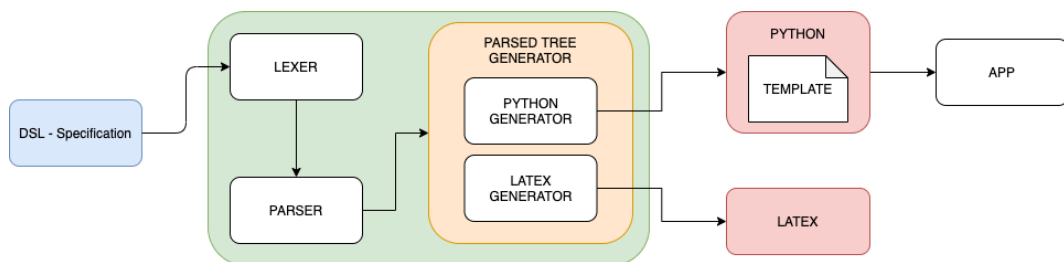 DSL - Specification
LEXER
PARSER
PARSED TREE
GENERATOR
PYTHON
GENERATOR
LATEX
GENERATOR
PYTHON
TEMPLATE
LATEX
APP